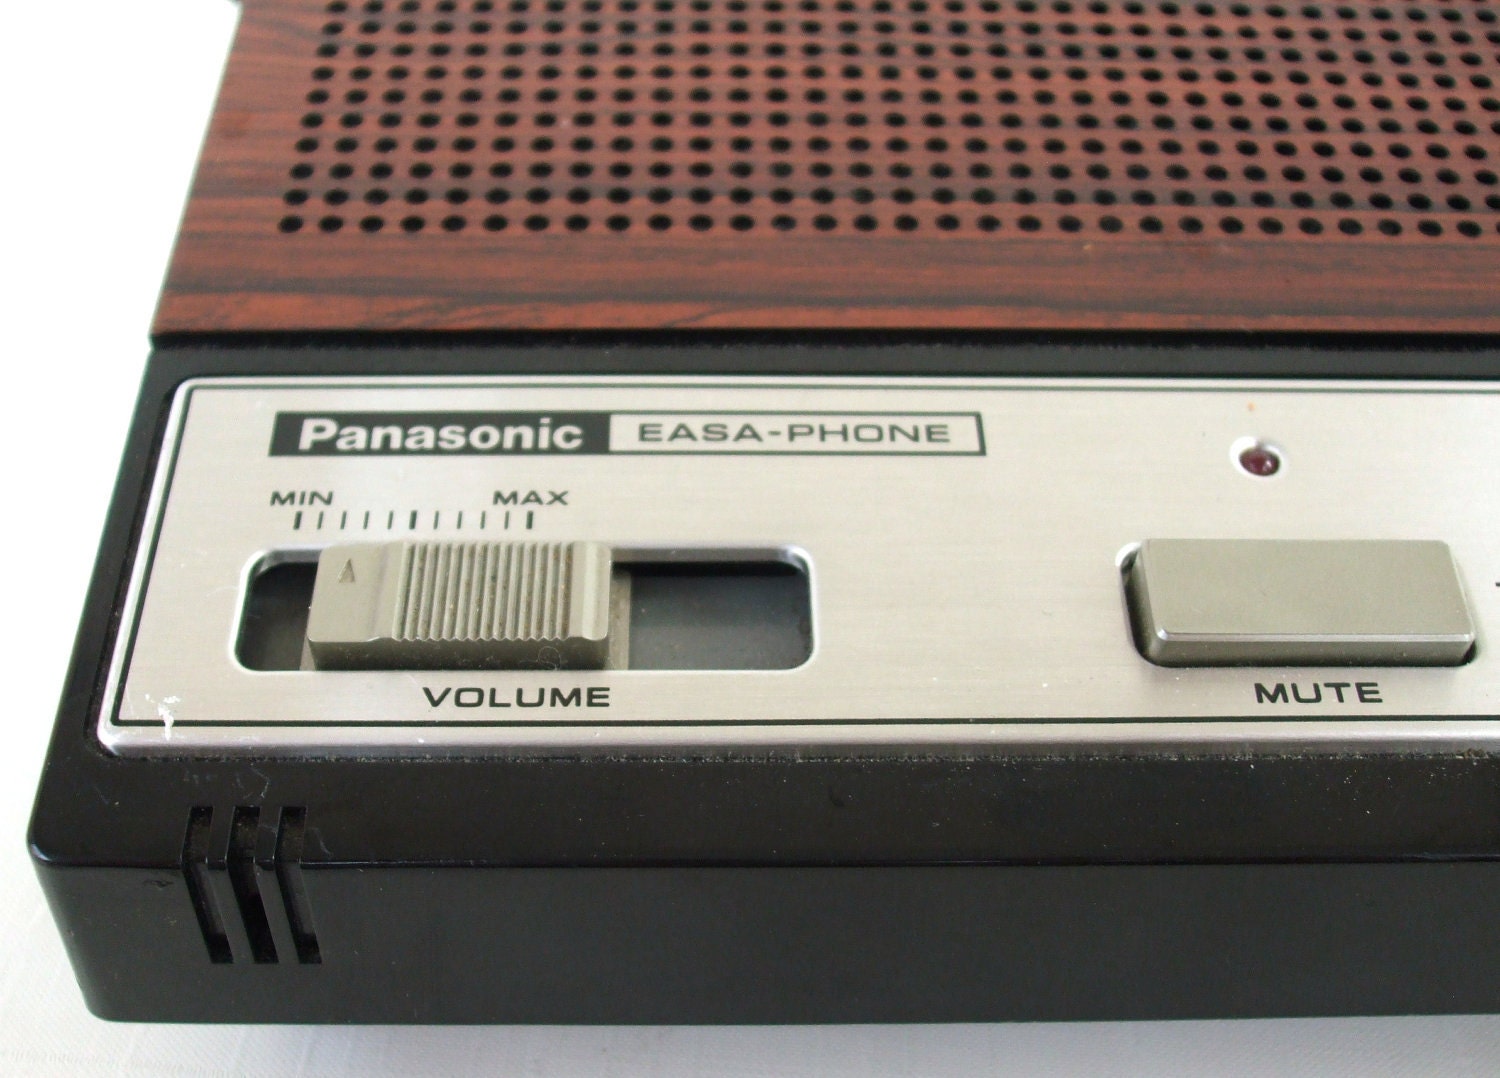 Panasonic EASA-PHONE
MIN MAX
VOLUME
MUTE